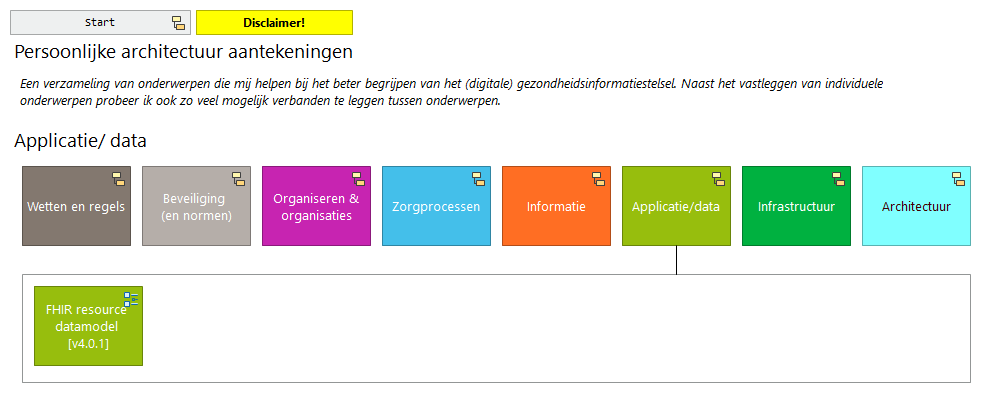 Start
Disclaimer!
Persoonlijke architectuur aantekeningen
Een verzameling van onderwerpen die mij helpen bij het beter begrijpen van het (digitale) gezondheidsinformatiestelsel. Naast het vastleggen van individuele
onderwerpen probeer ik ook zo veel mogelijk verbanden te leggen tussen onderwerpen.
Applicatie/ data
Wetten en regels
Beveiliging
(en normen)
Organiseren &
organisaties
Zorgprocessen
Informatie
Applicatie/data
Infrastructuur
Architectuur
FHIR resource
datamodel
[v4.0.1]